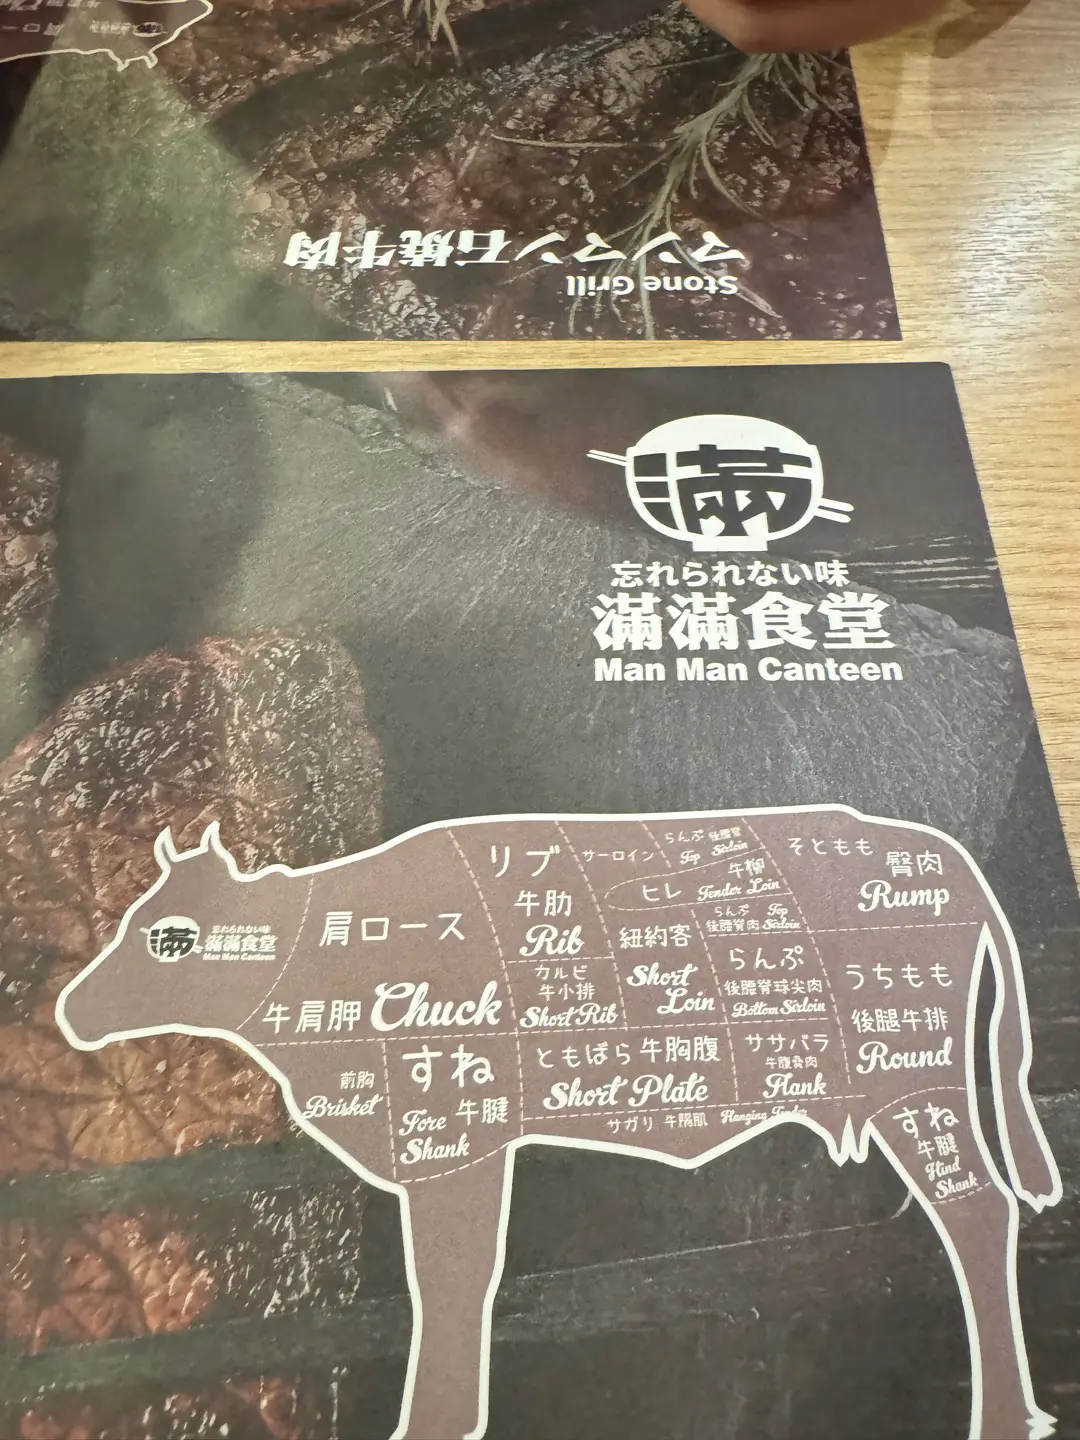 Stone Grill
マンマン石焼牛肉
満
忘れられない味
滿滿食堂
Man Man Canteen
満
忘れられない味
滿滿食堂
Man Man Canteen
肩ロース
牛肩胛 Chuck
リブ
牛肋
Rib
カルビ
牛小排
Short Rib
サーロイン
紐約客
Short
Loin
らんぷ 後腰脊
Top Sirloin
ヒレ
牛柳
Tender Loin
らんぷ Top
後腰脊肉 Sirloin
らんぷ
後腰脊球尖肉
Bottom Sirloin
そともも
臀肉
Rump
うちもも
後腿牛排
Round
前胸
Brisket
すね
Fore 牛腱
Shank
ともばら 牛胸腹
Short Plate
ササバラ
牛腹脅肉
Flank
サガリ 牛隔肌 Hanging Tender
すね
牛腱
Hind
Shank